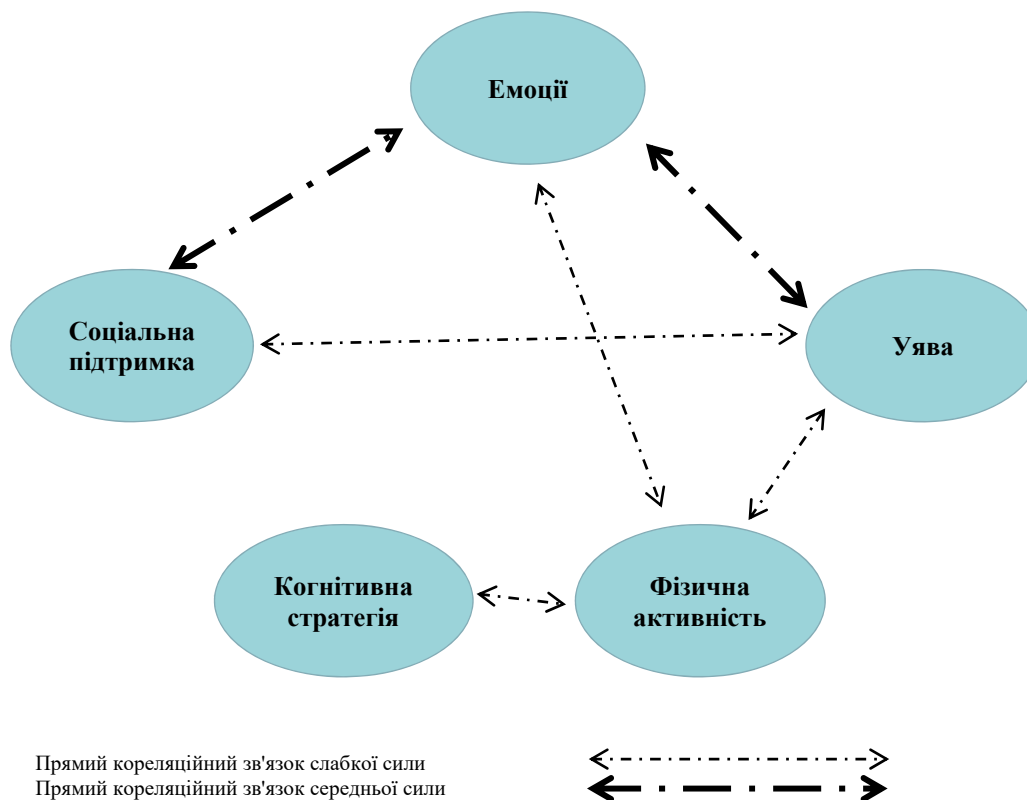 Емоції
Соціальна
підтримка
Уява
Когнітивна
стратегія
Фізична
активність
Прямий кореляційний зв'язок слабкої сили
Прямий кореляційний зв'язок середньої сили